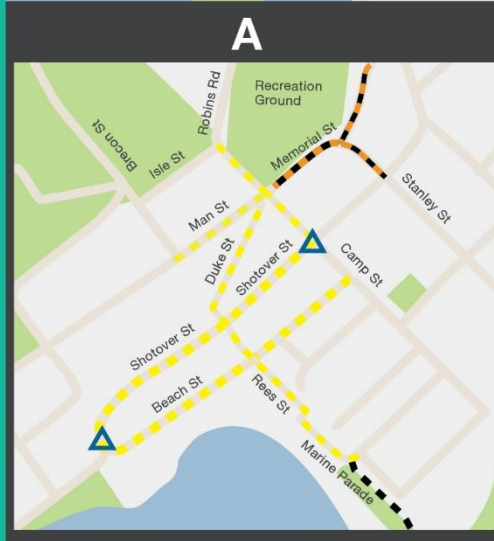 A
Robins Rd
Recreation
Ground
Brecon St
Isle St
Memorial St
Stanley St
Man St
Duke St
Shotover St
Camp St
Shotover St
Beach St
Rees St
Marine Parade